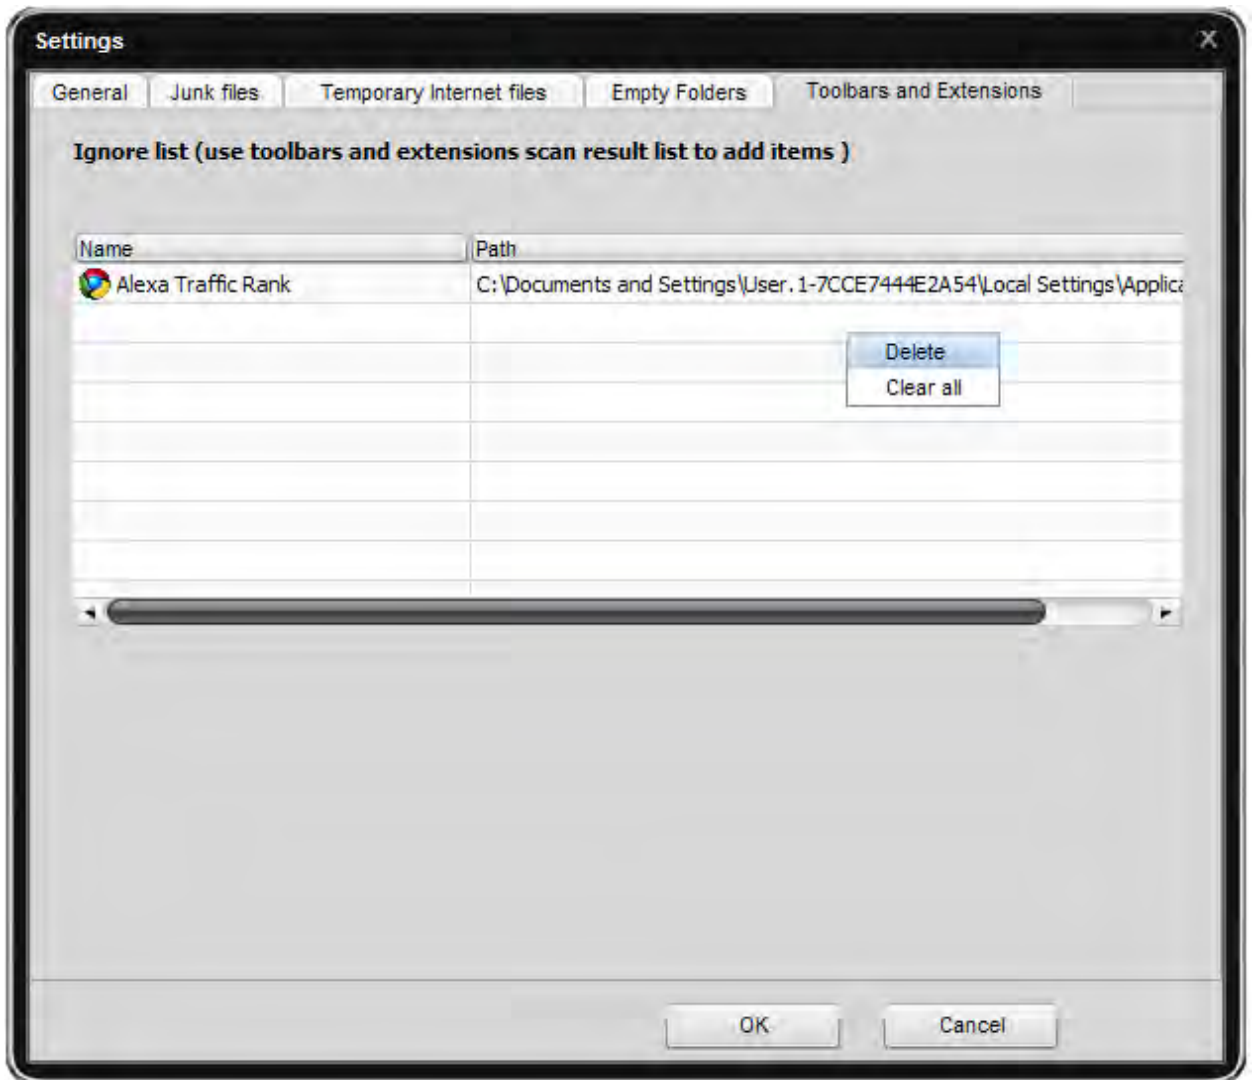 Settings
X
General Junk files Temporary Internet files Empty Folders Toolbars and Extensions
Ignore list (use toolbars and extensions scan result list to add items )
Name Path
Alexa Traffic Rank C:\Documents and Settings\User.1-7CCE7444E2A54\Local Settings\Applica
Delete
Clear all
OK Cancel